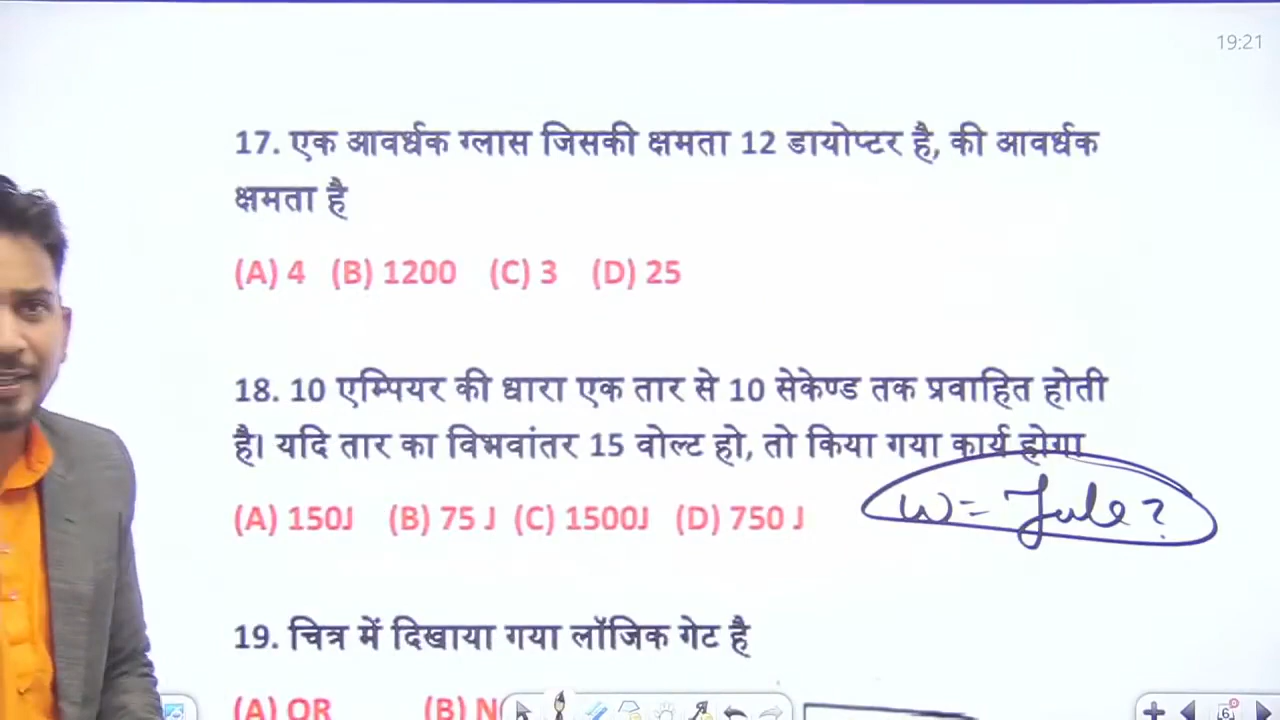 19:21
17. एक आवर्धक ग्लास जिसकी क्षमता 12 डायोप्टर है, की आवर्धक
क्षमता है
(A) 4 (B) 1200 (C) 3 (D) 25
18. 10 एम्पियर की धारा एक तार से 10 सेकेण्ड तक प्रवाहित होती
है। यदि तार का विभवांतर 15 वोल्ट हो, तो किया गया कार्य होगा
(A) 150J (B) 75 J (C) 1500J (D) 750 J
W = Jule ?
19. चित्र में दिखाया गया लॉजिक गेट है
(A) OR (B) N
6